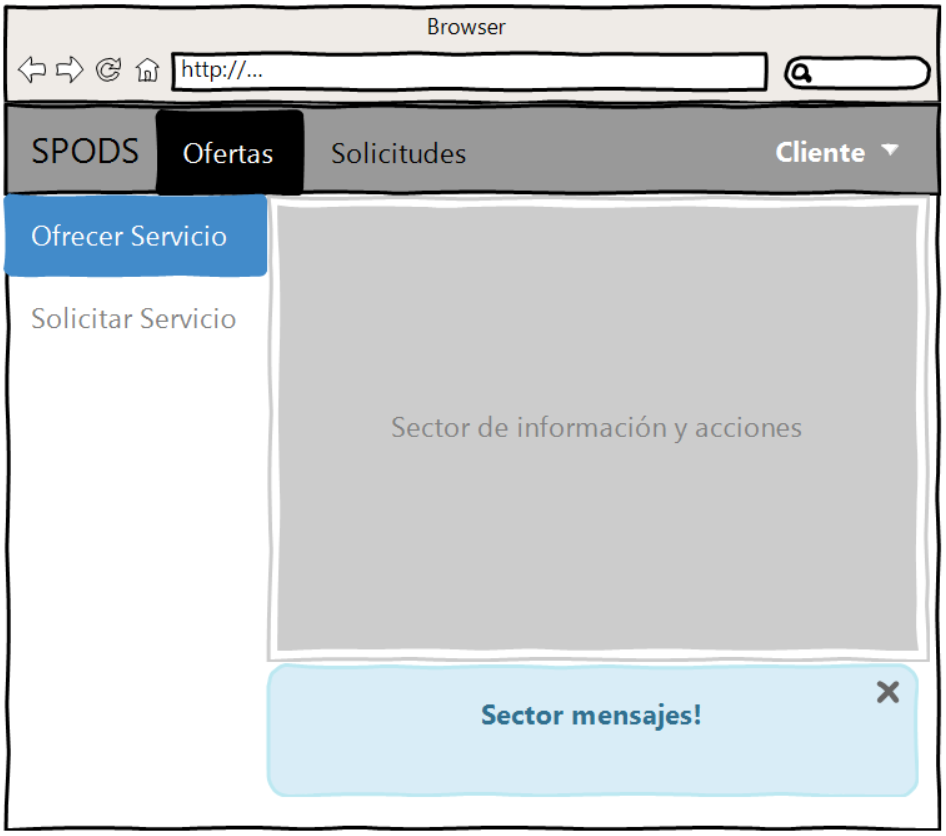 Browser
http://...
SPODS Ofertas Solicitudes Cliente
Ofrecer Servicio
Solicitar Servicio
Sector de información y acciones
Sector mensajes!